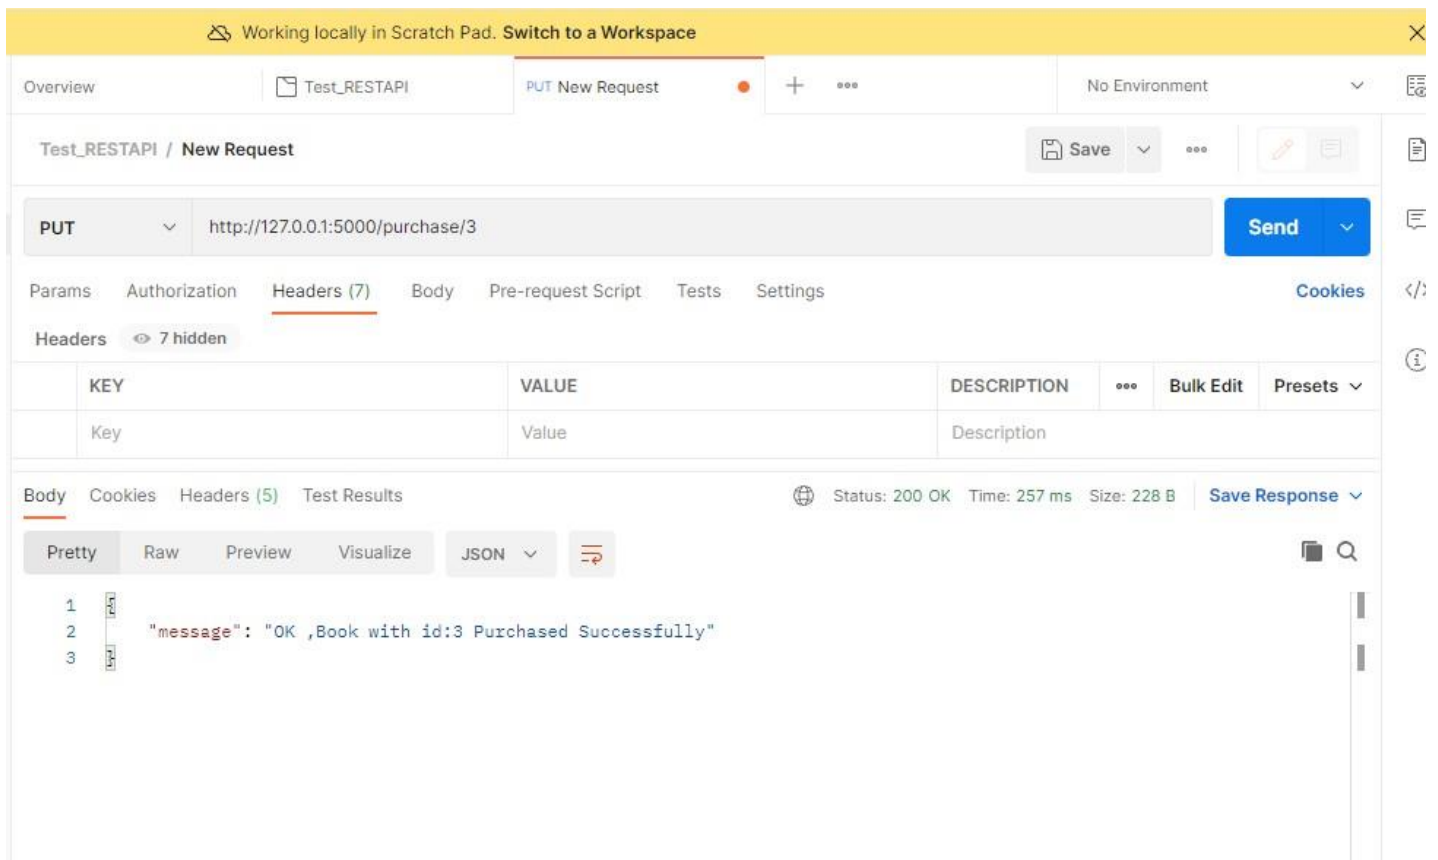 Working locally in Scratch Pad. Switch to a Workspace
Overview Test_RESTAPI PUT New Request No Environment
Test_RESTAPI / New Request Save
PUT http://127.0.0.1:5000/purchase/3 Send
Params Authorization Headers (7) Body Pre-request Script Tests Settings Cookies
Headers 7 hidden
KEY VALUE DESCRIPTION Bulk Edit Presets
Key Value Description
Body Cookies Headers (5) Test Results Status: 200 OK Time: 257 ms Size: 228 B Save Response
Pretty Raw Preview Visualize JSON
1 {
2 "message": "OK ,Book with id:3 Purchased Successfully"
3 }